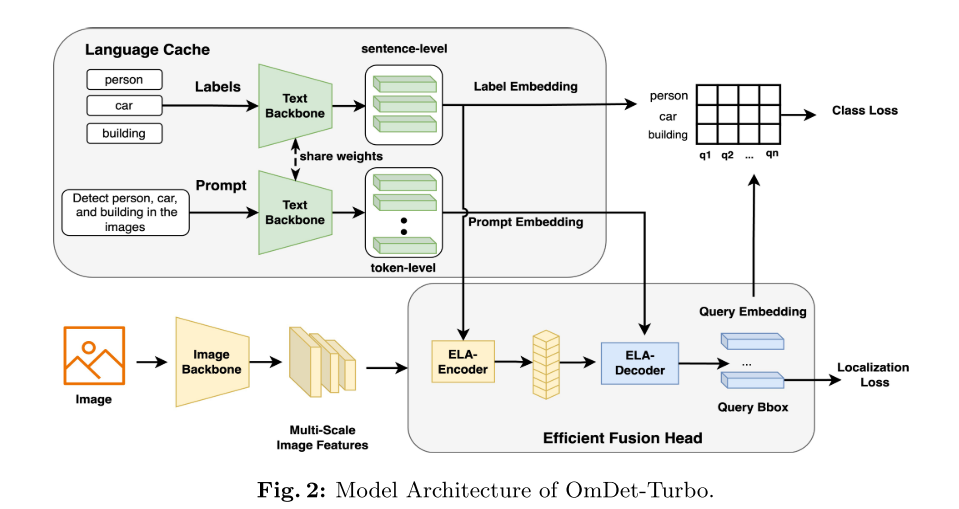 Language Cache
person
car
building
Labels
Text
Backbone
sentence-level
Label Embedding
person
car
building
q1 q2 ... qn
Class Loss
share weights
Prompt
Detect person, car,
and building in the
images
Text
Backbone
token-level
Prompt Embedding
Image
Image
Backbone
Multi-Scale
Image Features
ELA-
Encoder
ELA-
Decoder
Query Embedding
...
Query Bbox
Localization
Loss
Efficient Fusion Head
Fig. 2: Model Architecture of OmDet-Turbo.